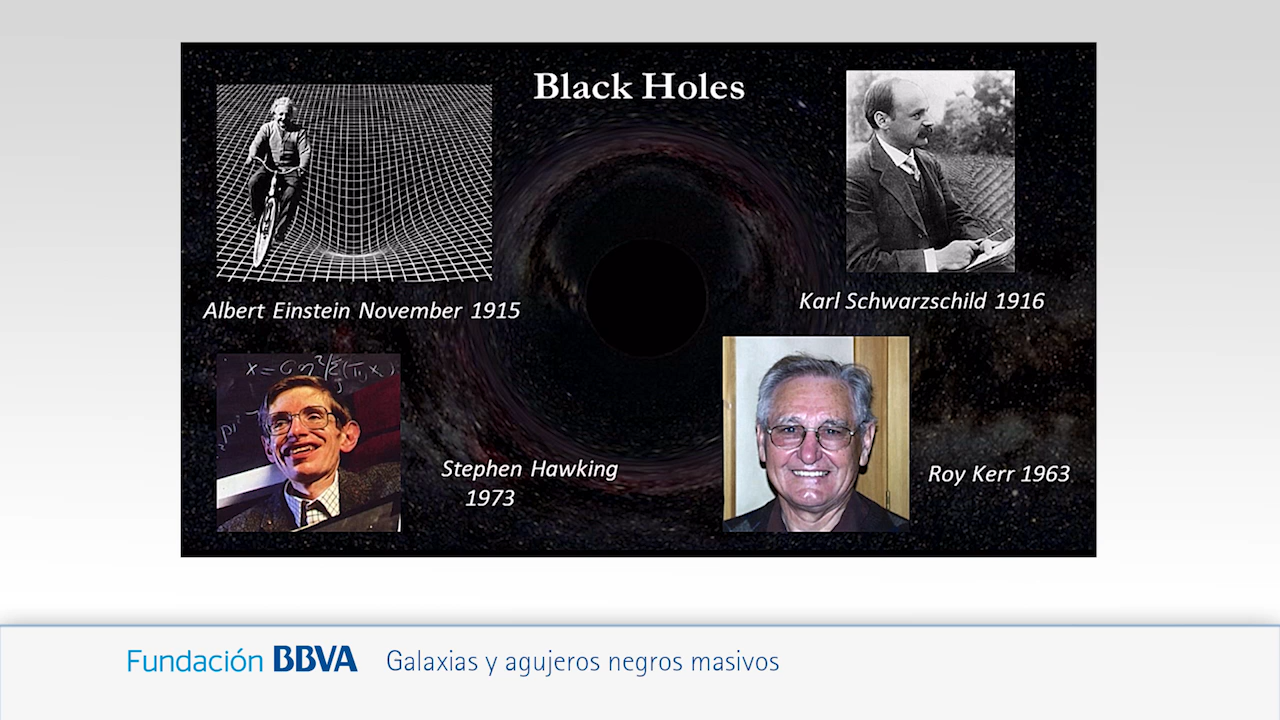 Black Holes
Albert Einstein November 1915
Karl Schwarzschild 1916
Stephen Hawking
1973
Roy Kerr 1963
Fundación BBVA Galaxias y agujeros negros masivos